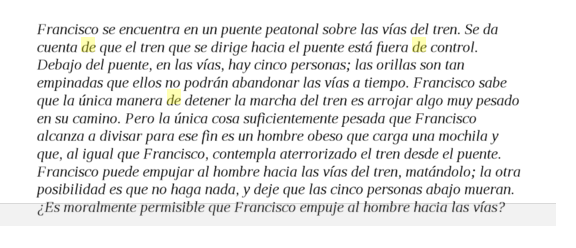 Francisco se encuentra en un puente peatonal sobre las vías del tren. Se da
cuenta de que el tren que se dirige hacia el puente está fuera de control.
Debajo del puente, en las vías, hay cinco personas; las orillas son tan
empinadas que ellos no podrán abandonar las vías a tiempo. Francisco sabe
que la única manera de detener la marcha del tren es arrojar algo muy pesado
en su camino. Pero la única cosa suficientemente pesada que Francisco
alcanza a divisar para ese fin es un hombre obeso que carga una mochila y
que, al igual que Francisco, contempla aterrorizado el tren desde el puente.
Francisco puede empujar al hombre hacia las vías del tren, matándolo; la otra
posibilidad es que no haga nada, y deje que las cinco personas abajo mueran.
¿Es moralmente permisible que Francisco empuje al hombre hacia las vías?